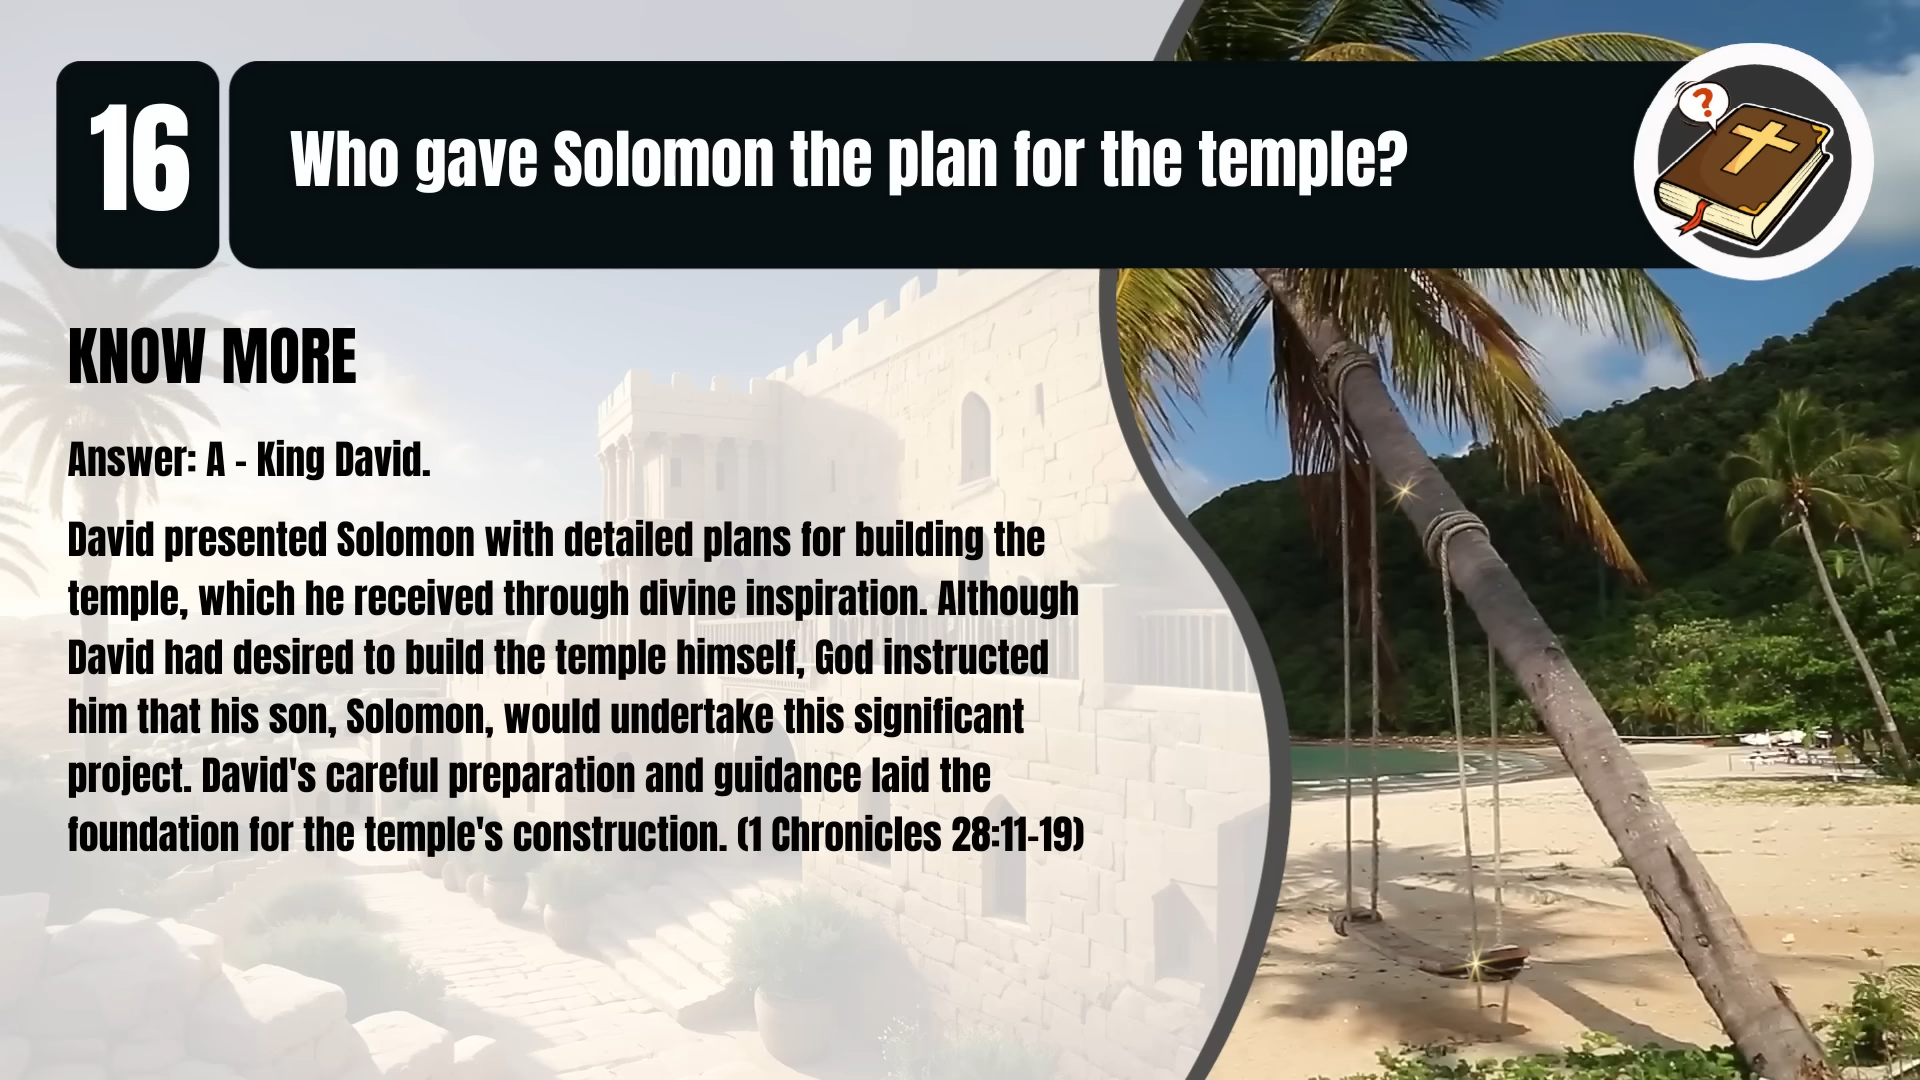 16
Who gave Solomon the plan for the temple?
?
KNOW MORE
Answer: A - King David.
David presented Solomon with detailed plans for building the
temple, which he received through divine inspiration. Although
David had desired to build the temple himself, God instructed
him that his son, Solomon, would undertake this significant
project. David's careful preparation and guidance laid the
foundation for the temple's construction. (1 Chronicles 28:11-19)